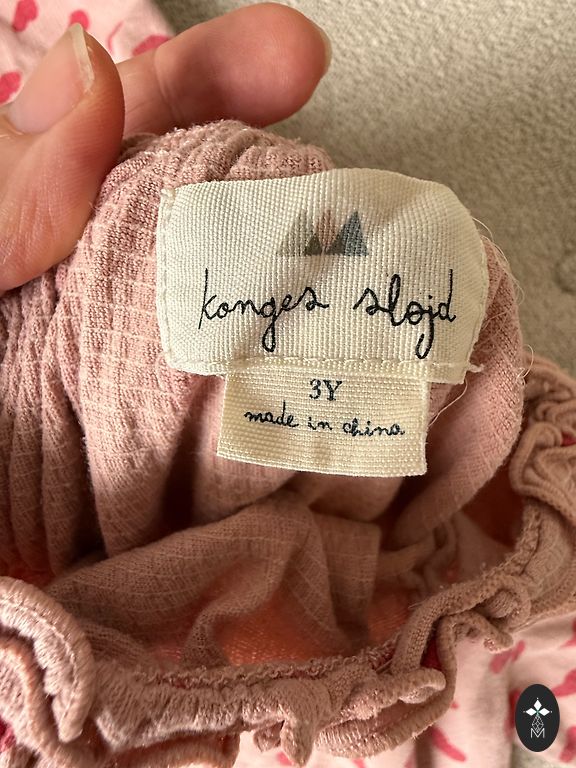 konges sløjd
3Y
made in china